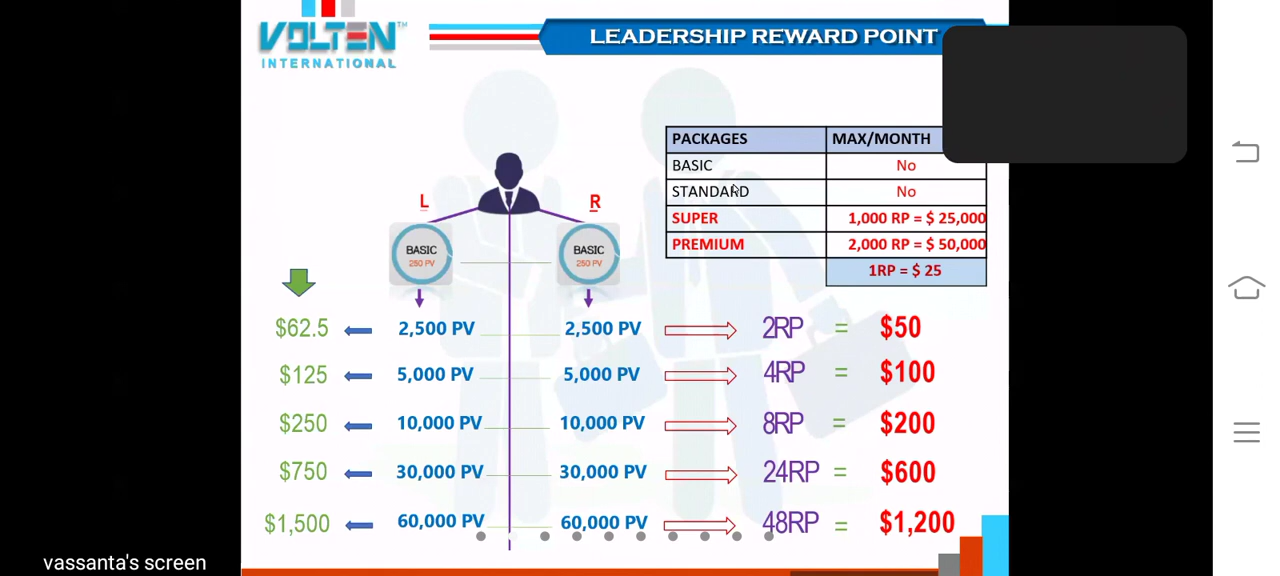 VOLTEN™
INTERNATIONAL
LEADERSHIP REWARD POINT
PACKAGES MAX/MONTH
BASIC No
STANDARD No
SUPER 1,000 RP = $ 25,000
PREMIUM 2,000 RP = $ 50,000
1RP = $ 25
L R
BASIC BASIC
250 PV 250 PV
$62.5 2,500 PV 2,500 PV 2RP = $50
$125 5,000 PV 5,000 PV 4RP = $100
$250 10,000 PV 10,000 PV 8RP = $200
$750 30,000 PV 30,000 PV 24RP = $600
$1,500 60,000 PV 60,000 PV 48RP = $1,200
vassanta's screen